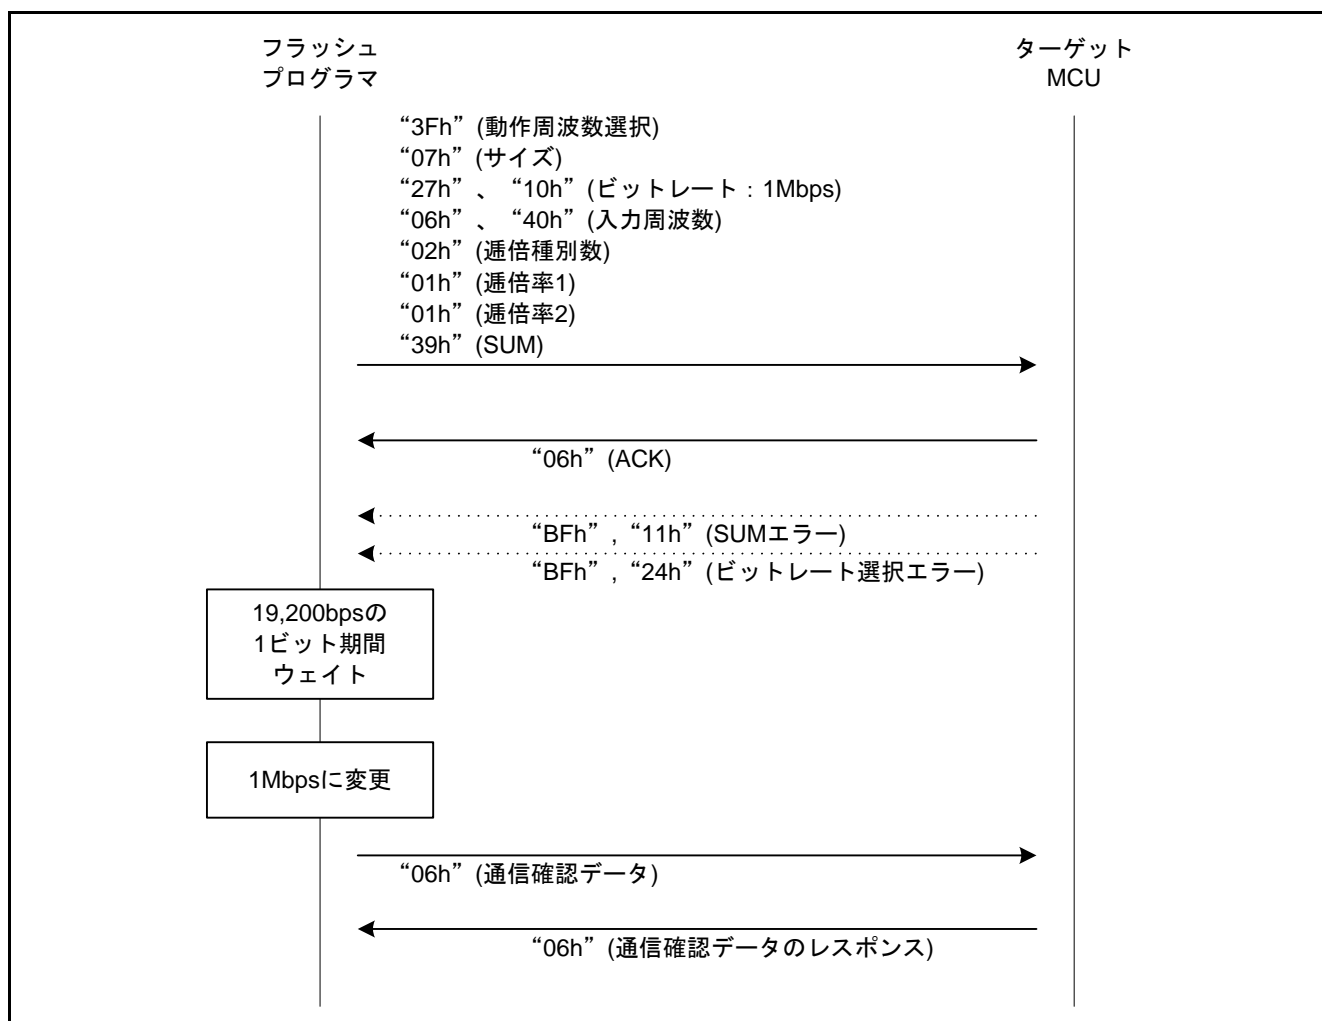 フラッシュ
プログラマ
ターゲット
MCU
“3Fh” (動作周波数選択)
“07h” (サイズ)
“27h” 、 “10h” (ビットレート：1Mbps)
“06h” 、 “40h” (入力周波数)
“02h” (逓倍種別数)
“01h” (逓倍率1)
“01h” (逓倍率2)
“39h” (SUM)
“06h” (ACK)
“BFh” , “11h” (SUMエラー)
“BFh” , “24h” (ビットレート選択エラー)
19,200bpsの
1ビット期間
ウェイト
1Mbpsに変更
“06h” (通信確認データ)
“06h” (通信確認データのレスポンス)